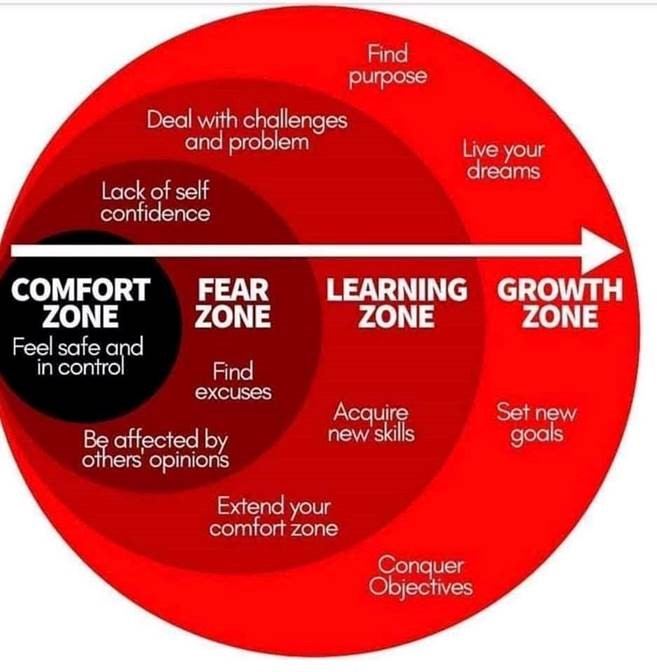 Find
purpose
Deal with challenges
and problem
Live your
dreams
Lack of self
confidence
COMFORT
ZONE
Feel safe and
in control
FEAR
ZONE
Find
excuses
Be affected by
others' opinions
LEARNING
ZONE
Acquire
new skills
Extend your
comfort zone
GROWTH
ZONE
Set new
goals
Conquer
Objectives